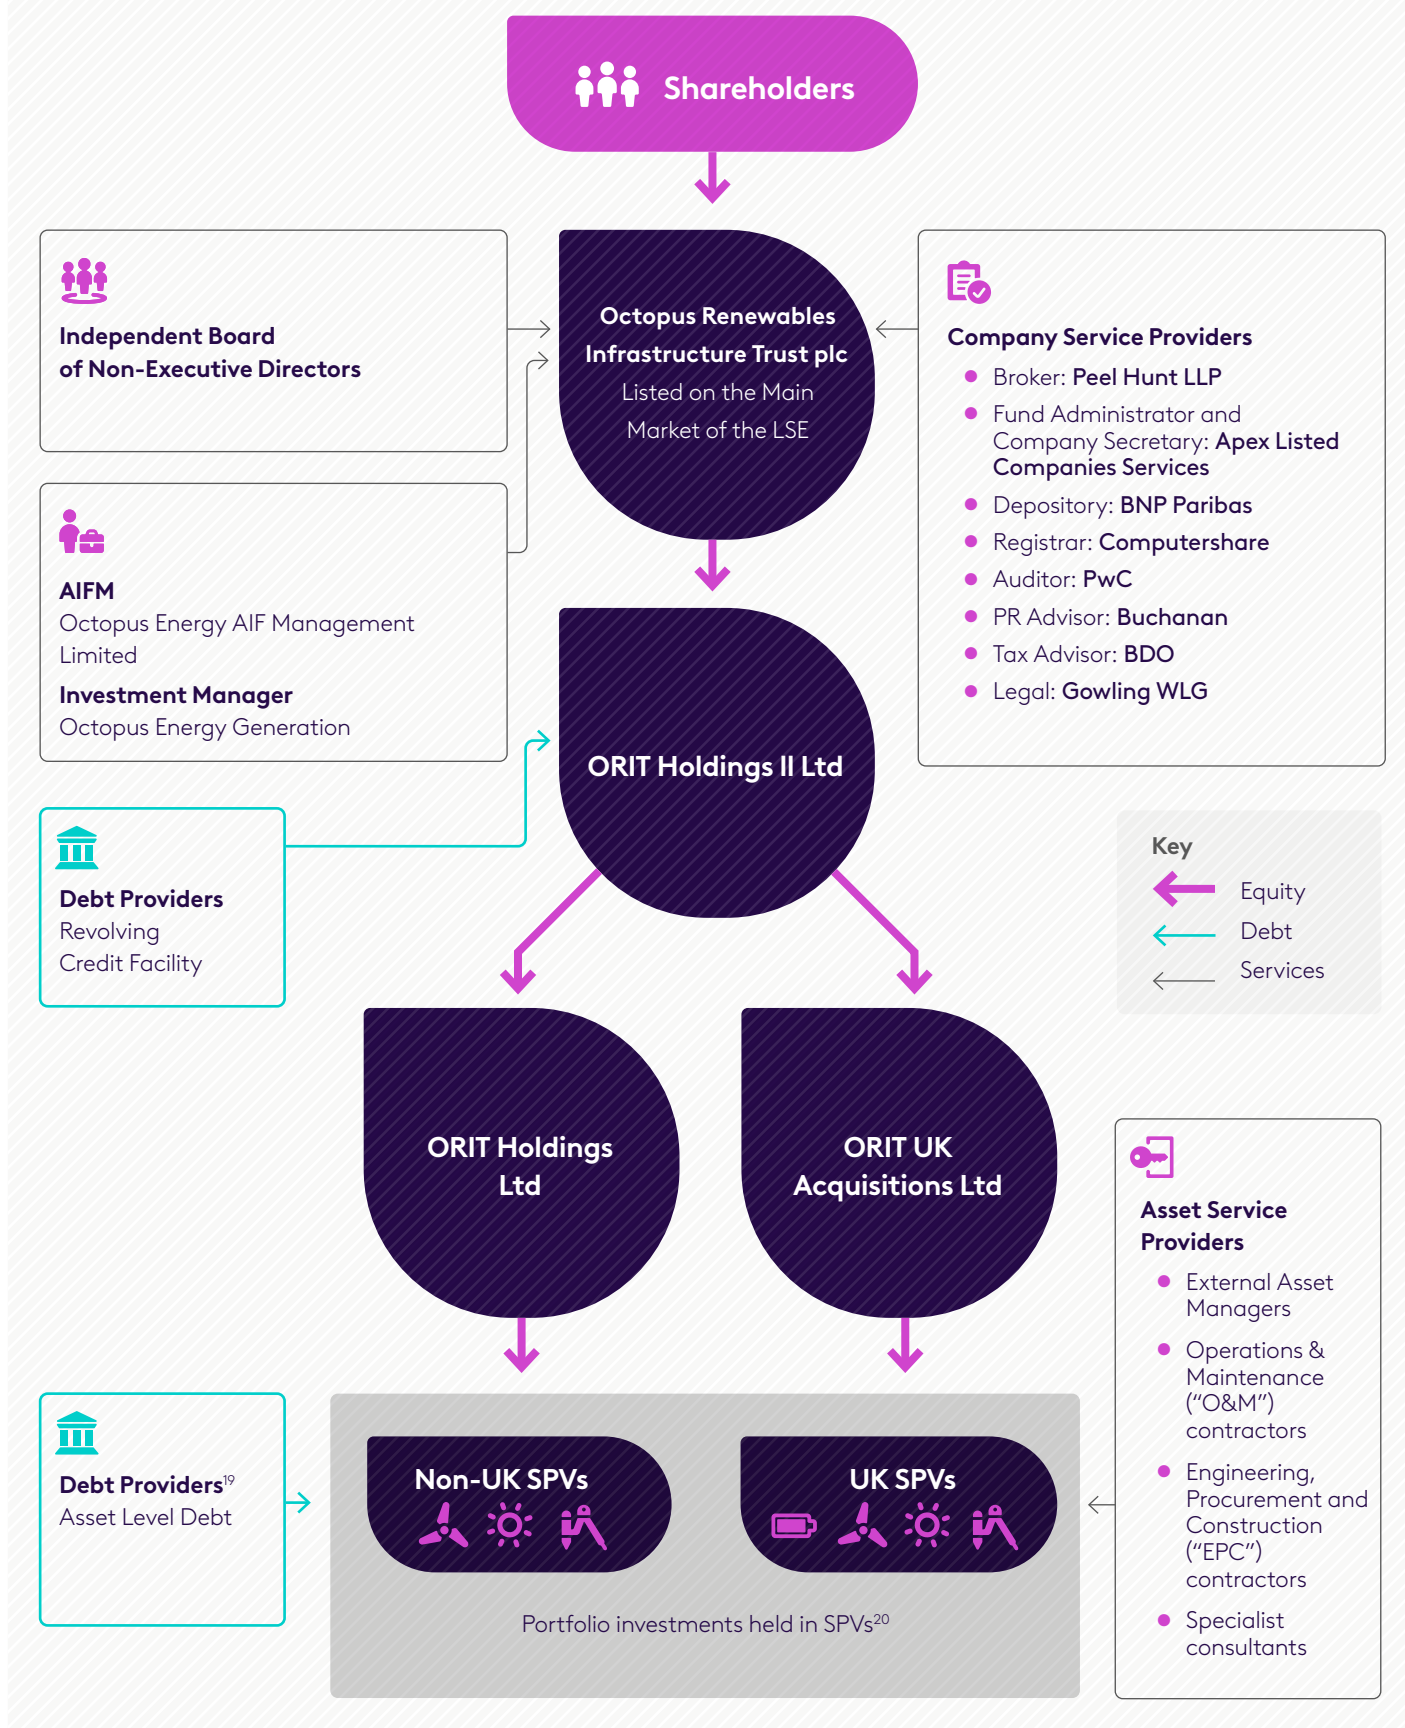 Shareholders
Independent Board
of Non-Executive Directors
Octopus Renewables
Infrastructure Trust plc
Listed on the Main
Market of the LSE
Company Service Providers
Broker: Peel Hunt LLP
Fund Administrator and
Company Secretary: Apex Listed
Companies Services
Depository: BNP Paribas
Registrar: Computershare
Auditor: PwC
PR Advisor: Buchanan
Tax Advisor: BDO
Legal: Gowling WLG
AIFM
Octopus Energy AIF Management
Limited
Investment Manager
Octopus Energy Generation
ORIT Holdings II Ltd
Debt Providers
Revolving
Credit Facility
Key
Equity
Debt
Services
ORIT Holdings
Ltd
ORIT UK
Acquisitions Ltd
Asset Service
Providers
External Asset
Managers
Operations &
Maintenance
(“O&M”)
contractors
Engineering,
Procurement and
Construction
(“EPC”)
contractors
Specialist
consultants
Debt Providers19
Asset Level Debt
Non-UK SPVs
UK SPVs
Portfolio investments held in SPVs20